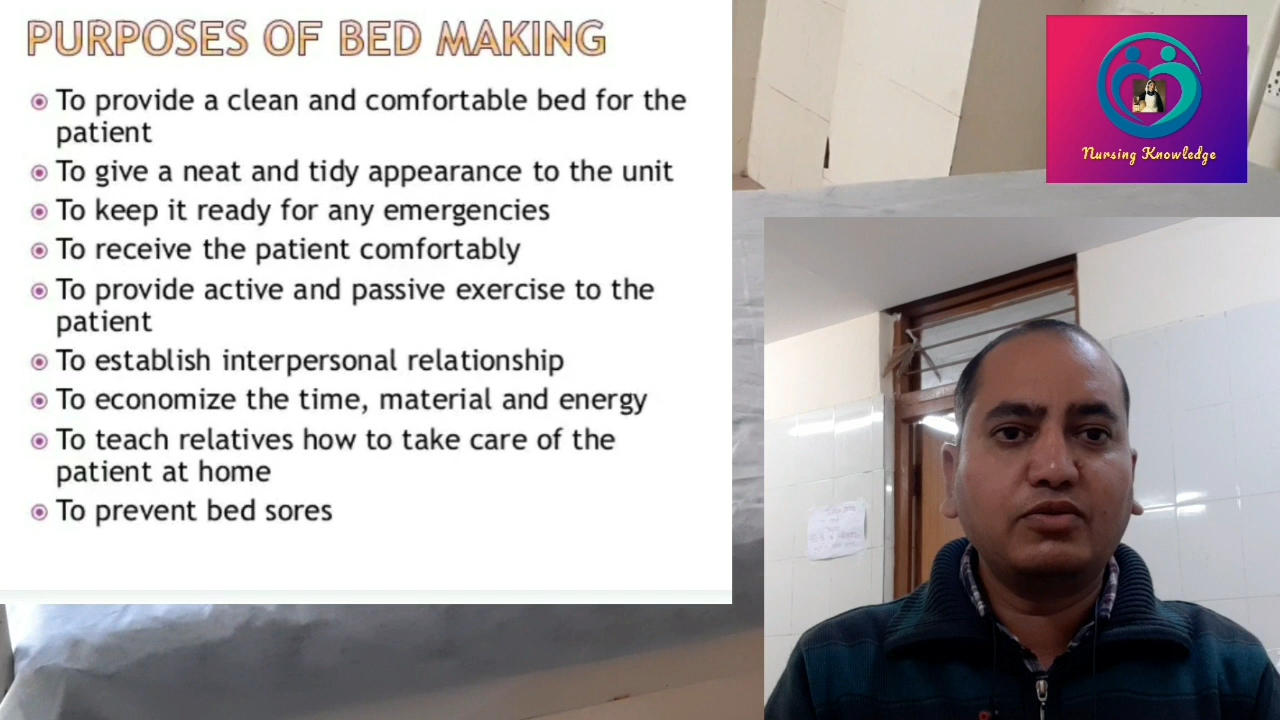 PURPOSES OF BED MAKING
To provide a clean and comfortable bed for the
patient
To give a neat and tidy appearance to the unit
To keep it ready for any emergencies
To receive the patient comfortably
To provide active and passive exercise to the
patient
To establish interpersonal relationship
To economize the time, material and energy
To teach relatives how to take care of the
patient at home
To prevent bed sores
Nursing Knowledge